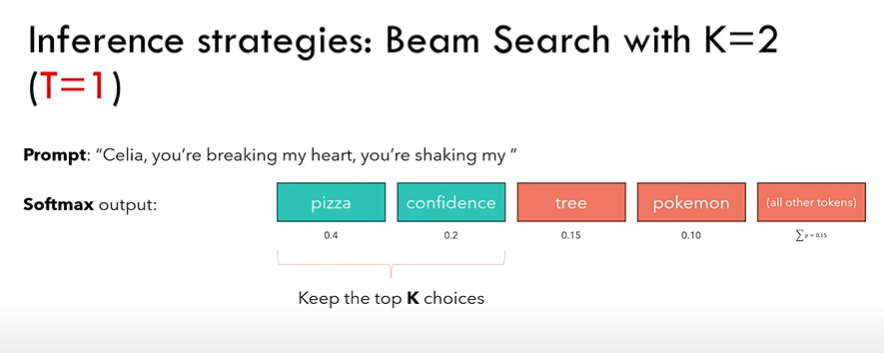 Inference strategies: Beam Search with K=2
(T=1)
Prompt: “Celia, you’re breaking my heart, you’re shaking my ”
Softmax output:
pizza confidence tree pokemon (all other tokens)
0.4 0.2 0.15 0.10 ∑p = 0.15
Keep the top K choices